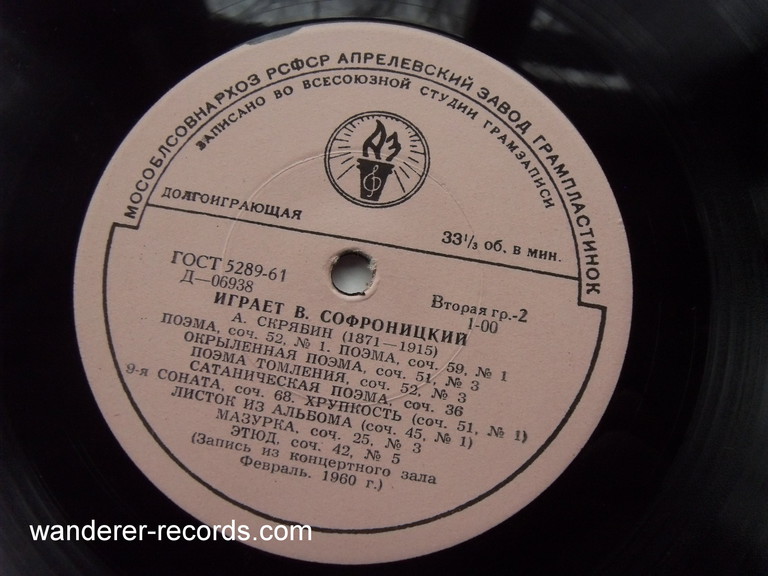 МОСОБЛСОВНАРХОЗ РСФСР АПРЕЛЕВСКИЙ ЗАВОД ГРАМПЛАСТИНОК
ЗАПИСАНО ВО ВСЕСОЮЗНОЙ СТУДИИ ГРАМЗАПИСИ
АЗ
ДОЛГОИГРАЮЩАЯ
33⅓ об. в мин.
ГОСТ 5289-61
Д—06938
Вторая гр.-2
1-00
ИГРАЕТ В. СОФРОНИЦКИЙ
А. СКРЯБИН (1871—1915)
ПОЭМА, соч. 52, № 1. ПОЭМА, соч. 59, № 1
ОКРЫЛЕННАЯ ПОЭМА, соч. 51, № 3
ПОЭМА ТОМЛЕНИЯ, соч. 52, № 3
САТАНИЧЕСКАЯ ПОЭМА, соч. 36
9-я СОНАТА, соч. 68. ХРУПКОСТЬ (соч. 51, № 1)
ЛИСТОК ИЗ АЛЬБОМА (соч. 45, № 1)
МАЗУРКА, соч. 25, № 3
ЭТЮД, соч. 42, № 5
(Запись из концертного зала
Февраль. 1960 г.)
wanderer-records.com